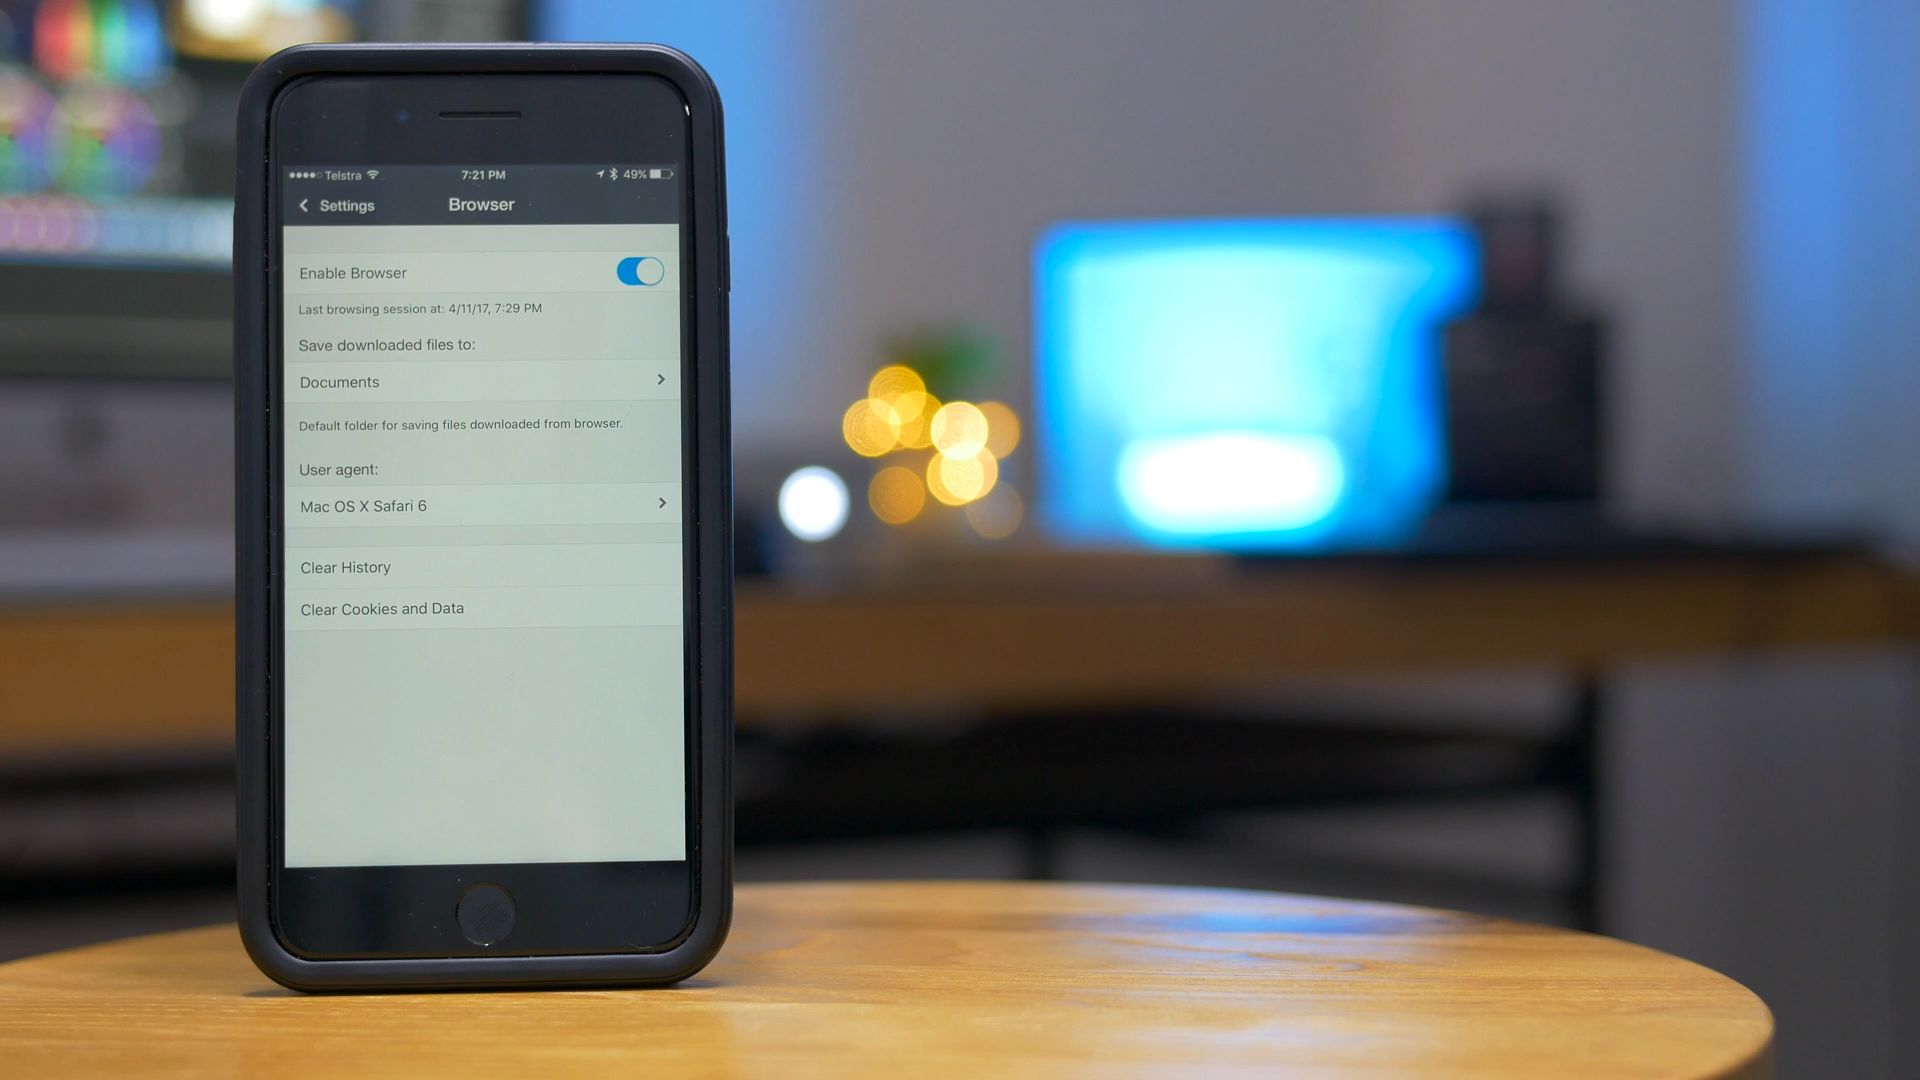 Telstra 7:21 PM 49%
Settings Browser
Enable Browser
Last browsing session at: 4/11/17, 7:29 PM
Save downloaded files to:
Documents
Default folder for saving files downloaded from browser.
User agent:
Mac OS X Safari 6
Clear History
Clear Cookies and Data